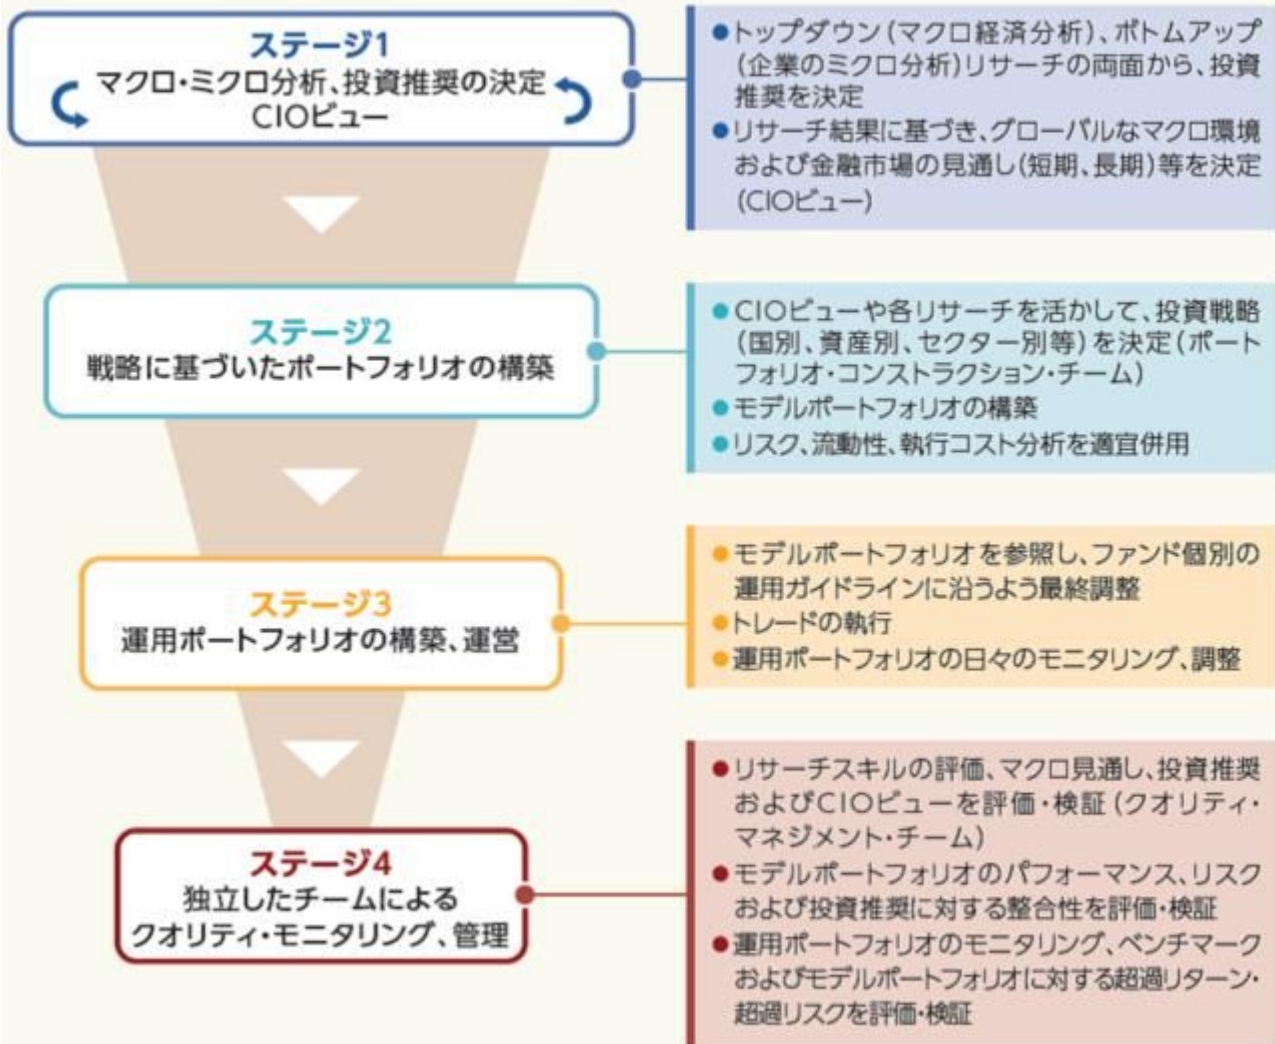 ステージ1
マクロ・ミクロ分析、投資推奨の決定
CIOビュー
●トップダウン(マクロ経済分析)、ボトムアップ
(企業のミクロ分析)リサーチの両面から、投資
推奨を決定
●リサーチ結果に基づき、グローバルなマクロ環境
および金融市場の見通し(短期、長期)等を決定
(CIOビュー)
ステージ2
戦略に基づいたポートフォリオの構築
●CIOビューや各リサーチを活かして、投資戦略
(国別、資産別、セクター別等)を決定(ポート
フォリオ・コンストラクション・チーム)
●モデルポートフォリオの構築
●リスク、流動性、執行コスト分析を適宜併用
ステージ3
運用ポートフォリオの構築、運営
●モデルポートフォリオを参照し、ファンド個別の
運用ガイドラインに沿うよう最終調整
●トレードの執行
●運用ポートフォリオの日々のモニタリング、調整
ステージ4
独立したチームによる
クオリティ・モニタリング、管理
●リサーチスキルの評価、マクロ見通し、投資推奨
およびCIOビューを評価・検証(クオリティ・
マネジメント・チーム)
●モデルポートフォリオのパフォーマンス、リスク
および投資推奨に対する整合性を評価・検証
●運用ポートフォリオのモニタリング、ベンチマーク
およびモデルポートフォリオに対する超過リターン・
超過リスクを評価・検証